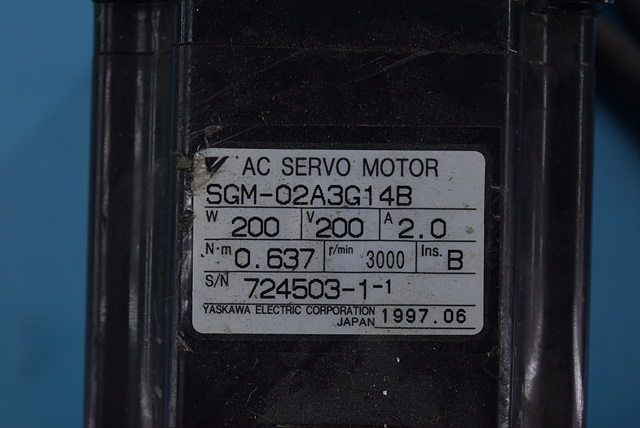 AC SERVO MOTOR
SGM-02A3G14B
W 200 V 200 A 2.0
N·m 0.637 r/min 3000 Ins. B
S/N 724503-1-1
YASKAWA ELECTRIC CORPORATION
JAPAN 1997.06